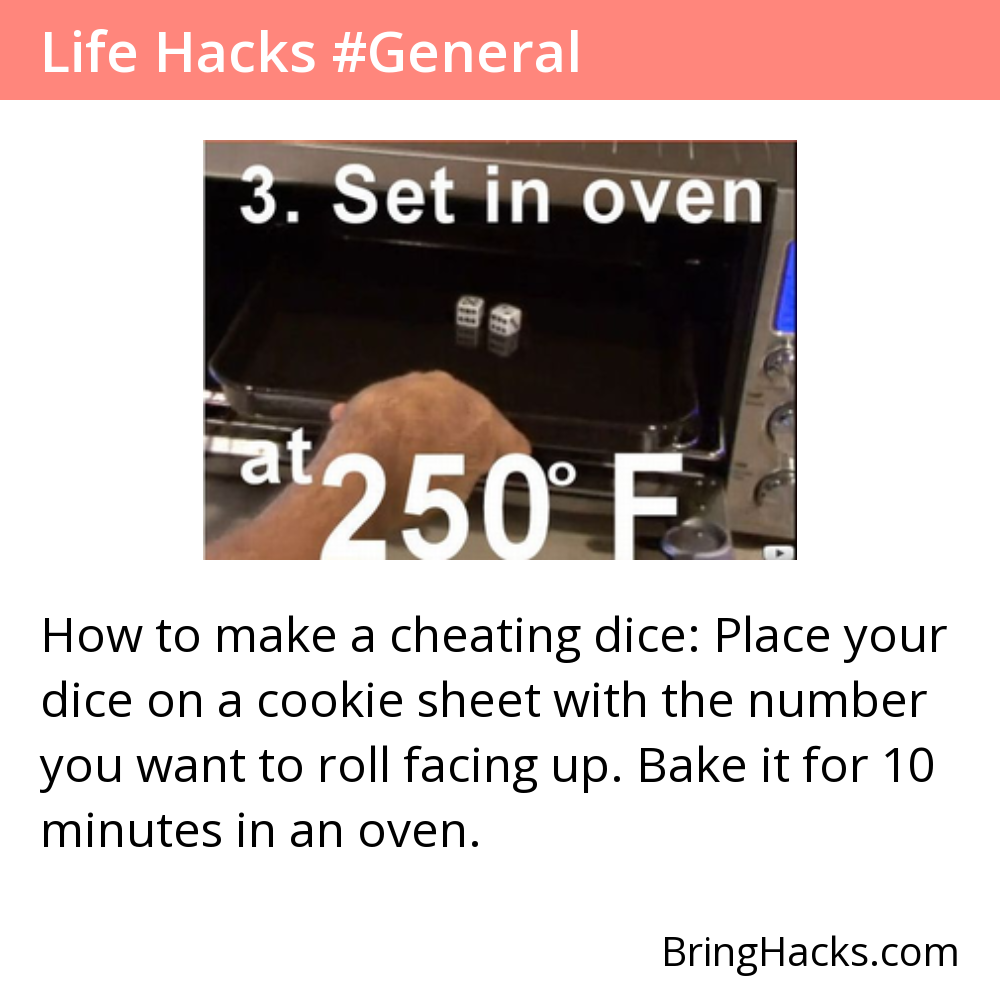 Life Hacks #General
3. Set in oven
at 250° F
How to make a cheating dice: Place your
dice on a cookie sheet with the number
you want to roll facing up. Bake it for 10
minutes in an oven.
BringHacks.com